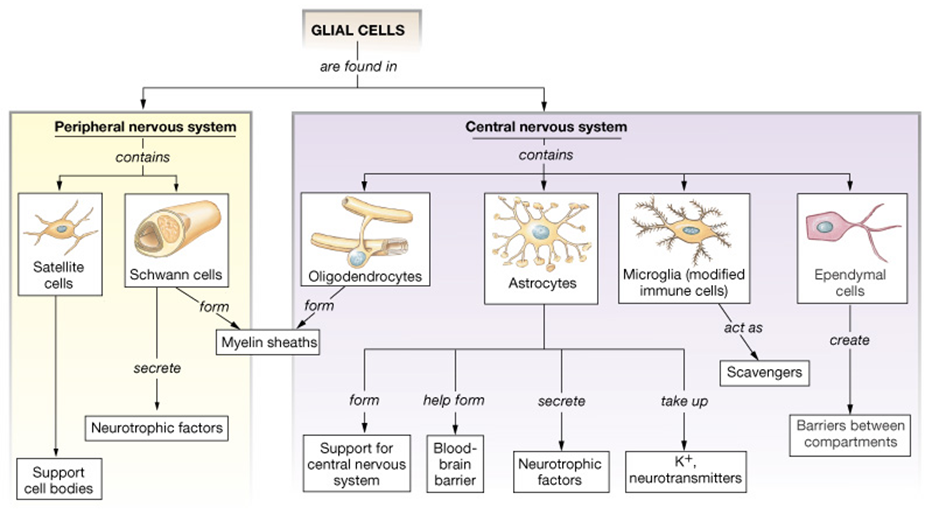 GLIAL CELLS
are found in
Peripheral nervous system
contains
Satellite
cells
Schwann cells
form
secrete
Neurotrophic factors
Support
cell bodies
Myelin sheaths
Central nervous system
contains
Oligodendrocytes
form
Astrocytes
Microglia (modified
immune cells)
Ependymal
cells
act as
Scavengers
create
Barriers between
compartments
form
Support for
central nervous
system
help form
Blood-
brain
barrier
secrete
Neurotrophic
factors
take up
K+,
neurotransmitters